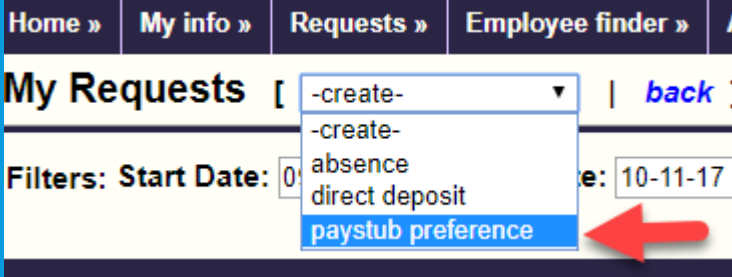 Home » My info » Requests » Employee finder »
My Requests [ -create- | back
-create-
absence
direct deposit
paystub preference
Filters: Start Date: 10-11-17